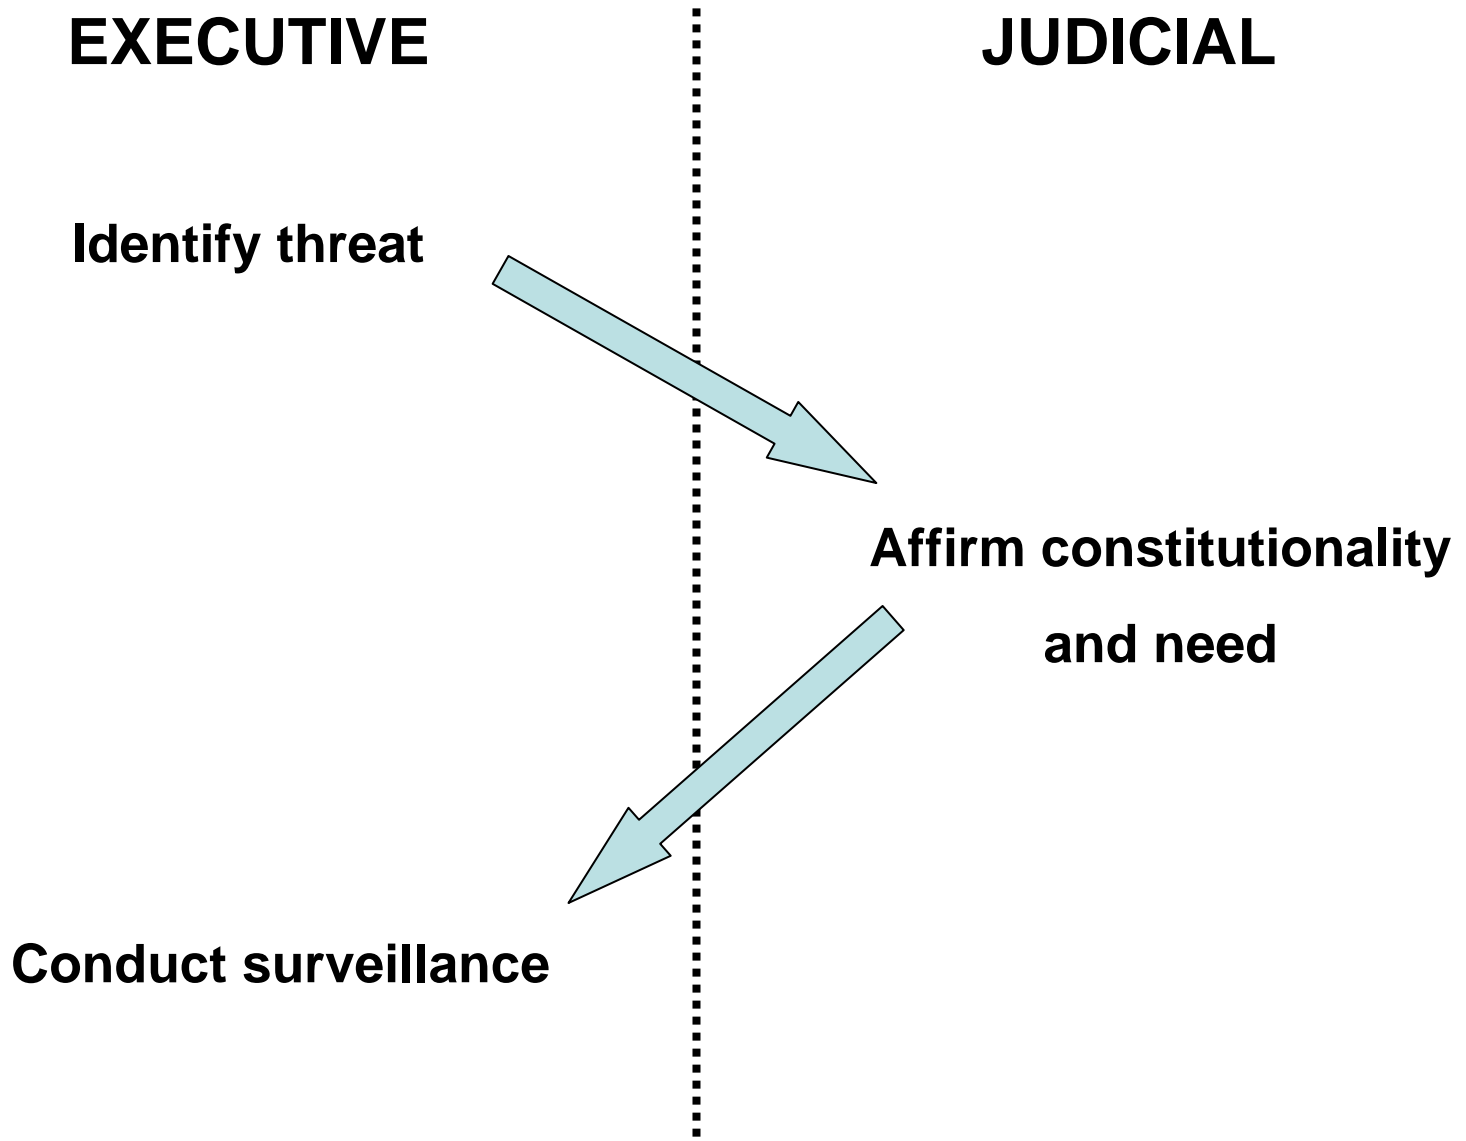 EXECUTIVE
JUDICIAL
Identify threat
Affirm constitutionality
and need
Conduct surveillance